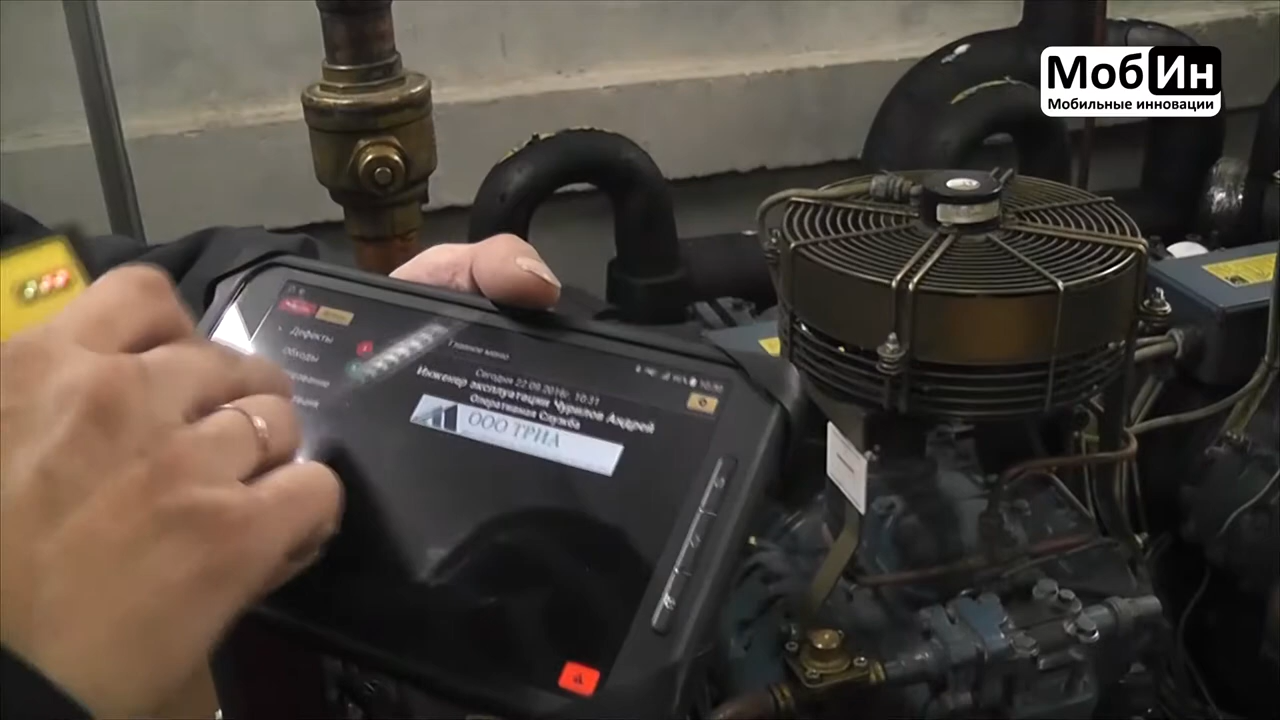 МобИн
Мобильные инновации
Дефекты
Обходы
Главное меню
Сегодня 22.09.2016г. 10:31
Инженер эксплуатации Чурилов Андрей
Оперативная Служба
ООО ТРИА